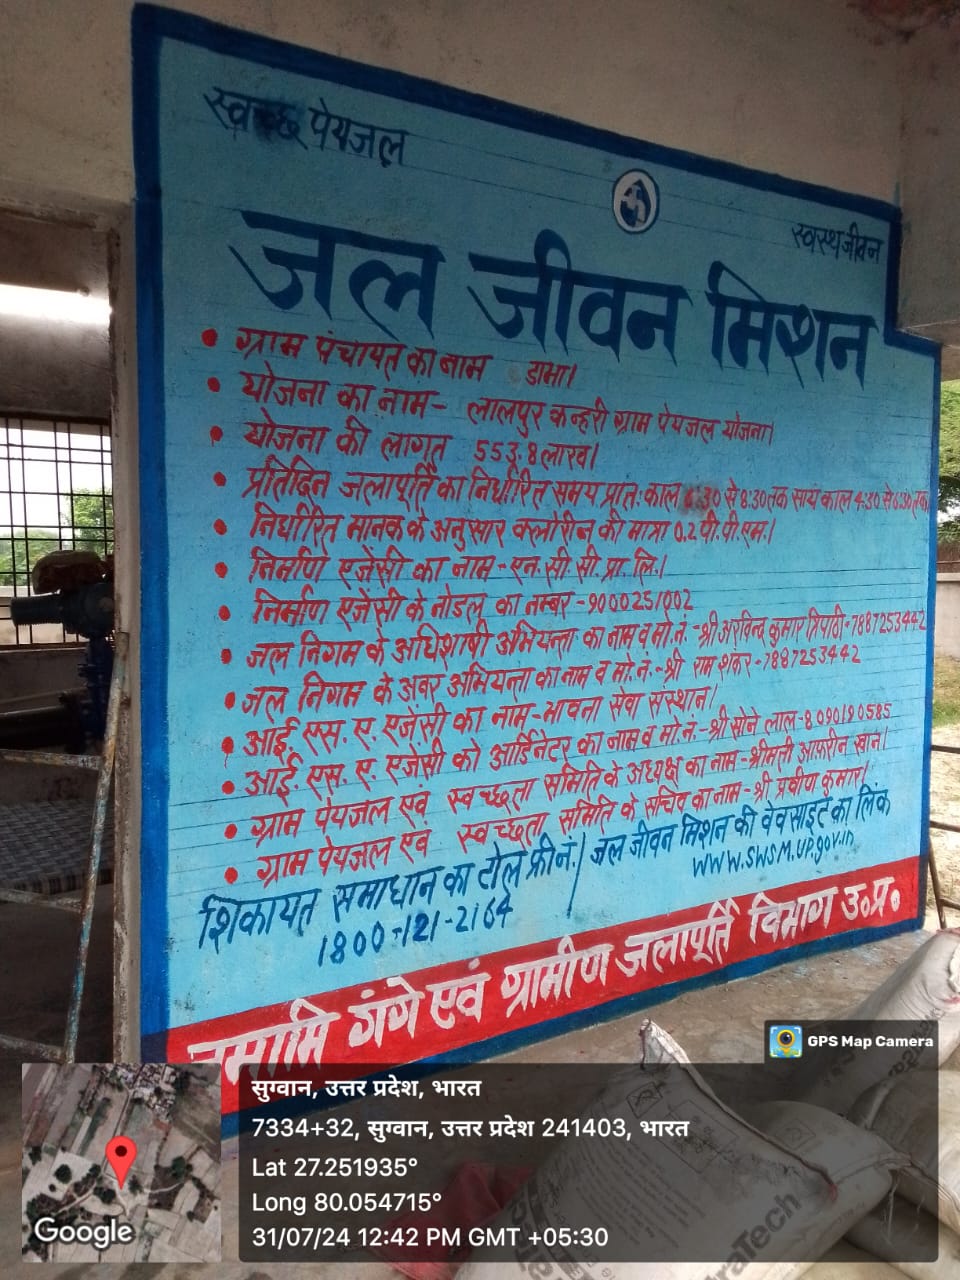 स्वच्छ पेयजल
स्वस्थ जीवन
जल जीवन मिशन
• ग्राम पंचायत का नाम डामा।
• योजना का नाम- लालपुर कन्हरी ग्राम पेयजल योजना।
• योजना की लागत 553.8 लाख।
• प्रतिदिन जलापूर्ति का निर्धारित समय प्रातः काल 6:30 से 8:30 तक सायं काल 4:30 से 6:30 तक
• निर्धारित मानक के अनुसार क्लोरीन की मात्रा 0.2 पी.पी.एम.।
• निर्माण एजेंसी का नाम-एन.सी.सी.प्रा.लि.।
• निर्माण एजेंसी के नोडल का नम्बर-9000251002
• जल निगम के अधिशाषी अभियन्ता का नाम व मो.नं.-श्री अरविन्द कुमार त्रिपाठी-7887253442
• जल निगम के अवर अभियन्ता का नाम व मो.नं.-श्री राम शंकर-7887253442
• आई.एस.ए. एजेंसी का नाम-भावना सेवा संस्थान।
• आई.एस.ए. एजेंसी को आर्डिनेटर का नाम व मो.नं.-श्री सोने लाल-8090190585
• ग्राम पेयजल एवं स्वच्छता समिति के अध्यक्ष का नाम-श्रीमती आफ़रीन खान।
• ग्राम पेयजल एवं स्वच्छता समिति के सचिव का नाम-श्री प्रवीण कुमार।
शिकायत समाधान का टोल फ्री नं.। जल जीवन मिशन की वेवसाइट का लिंक
1800-121-2164 www.swsm.up.gov.in
नमामि गंगे एवं ग्रामीण जलापूर्ति विभाग उ०प्र०
GPS Map Camera
सुग्वान, उत्तर प्रदेश, भारत
7334+32, सुग्वान, उत्तर प्रदेश 241403, भारत
Lat 27.251935°
Long 80.054715°
31/07/24 12:42 PM GMT +05:30
Google